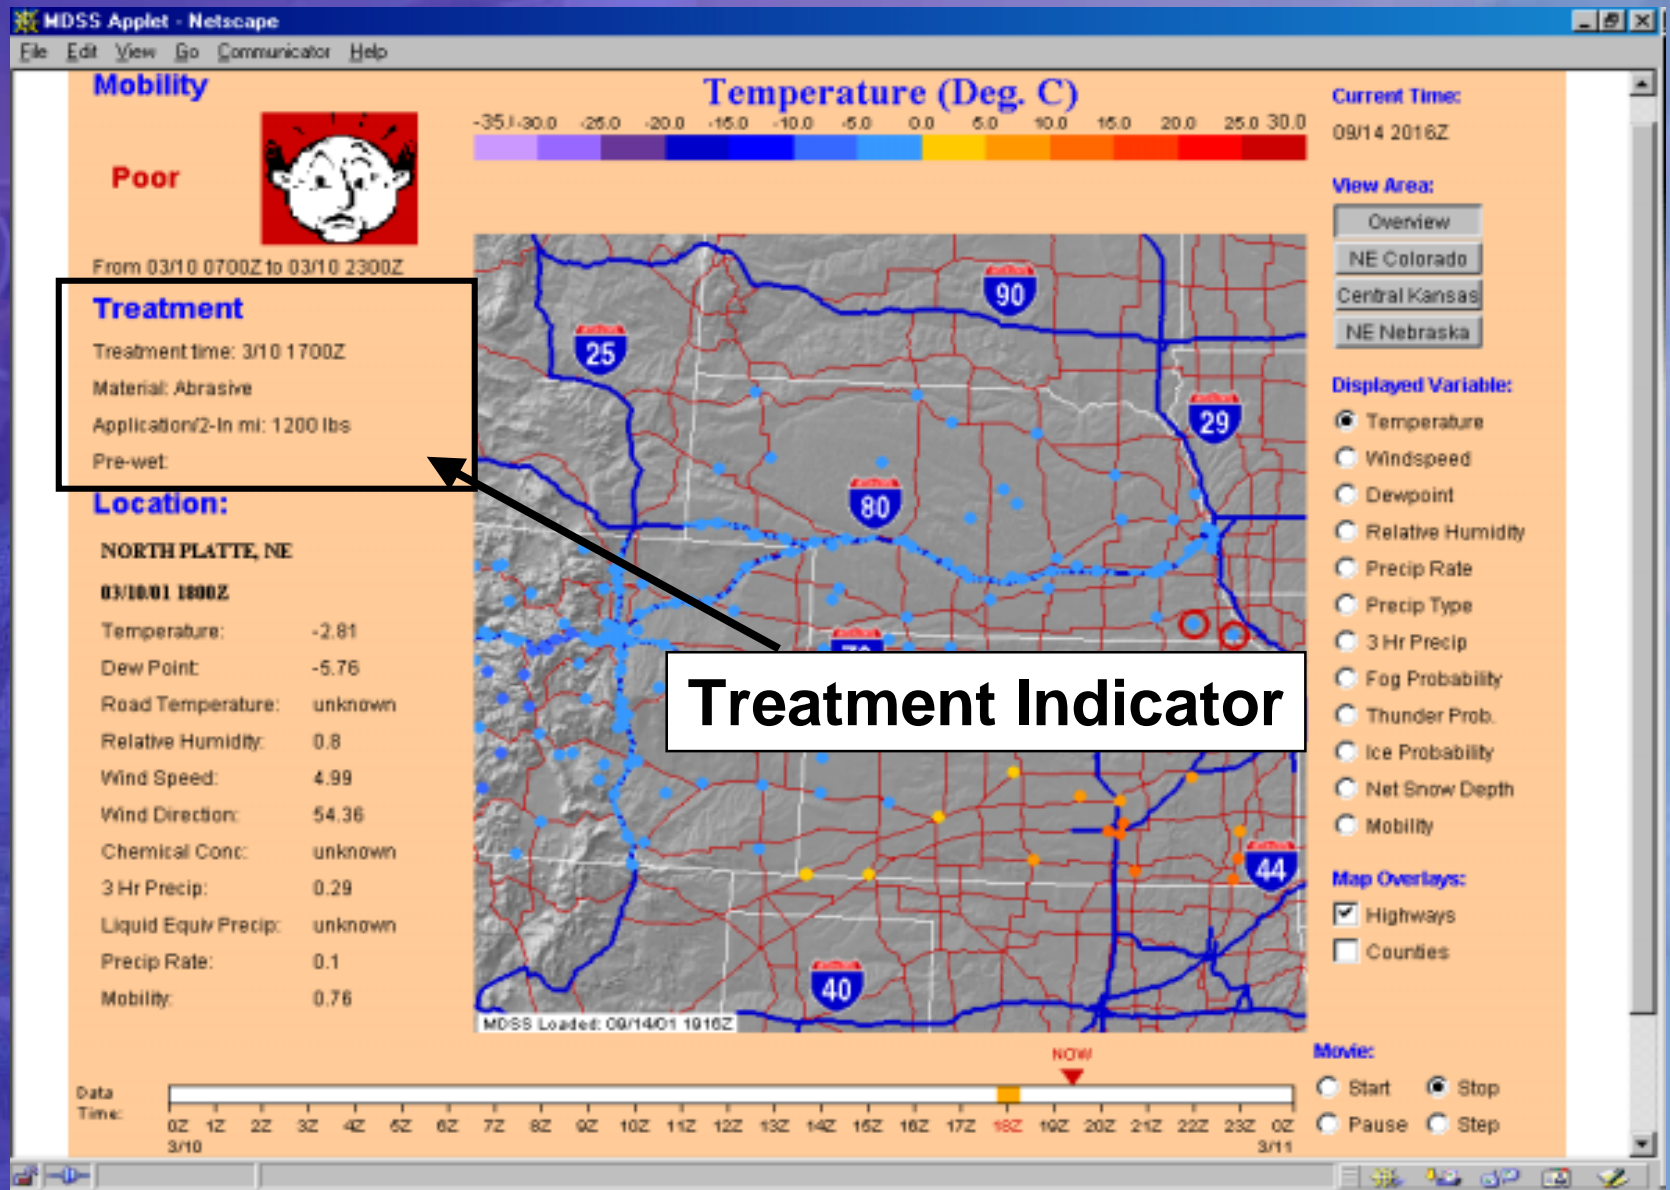 MDSS Applet - Netscape
File Edit View Go Communicator Help
Mobility
Poor
From 03/10 0700Z to 03/10 2300Z
Treatment
Treatment time: 3/10 1700Z
Material: Abrasive
Application/2-ln mi: 1200 lbs
Pre-wet:
Location:
NORTH PLATTE, NE
03/10/01 1800Z
Temperature: -2.81
Dew Point: -5.76
Road Temperature: unknown
Relative Humidity: 0.8
Wind Speed: 4.99
Wind Direction: 54.36
Chemical Conc: unknown
3 Hr Precip: 0.29
Liquid Equiv Precip: unknown
Precip Rate: 0.1
Mobility: 0.76
Temperature (Deg. C)
-30.0 -25.0 -20.0 -15.0 -10.0 -5.0 0.0 5.0 10.0 15.0 20.0 25.0 30.0
90
25
29
80
Treatment Indicator
44
40
MDSS Loaded: 09/14/01 1916Z
Current Time:
09/14 2016Z
View Area:
Overview
NE Colorado
Central Kansas
NE Nebraska
Displayed Variable:
Temperature
Windspeed
Dewpoint
Relative Humidity
Precip Rate
Precip Type
3 Hr Precip
Fog Probability
Thunder Prob.
Ice Probability
Net Snow Depth
Mobility
Map Overlays:
Highways
Counties
Movie:
Start Stop
Pause Step
NOW
Data
Time:
0Z 1Z 2Z 3Z 4Z 5Z 6Z 7Z 8Z 9Z 10Z 11Z 12Z 13Z 14Z 15Z 16Z 17Z 18Z 19Z 20Z 21Z 22Z 23Z 0Z
3/10 3/11